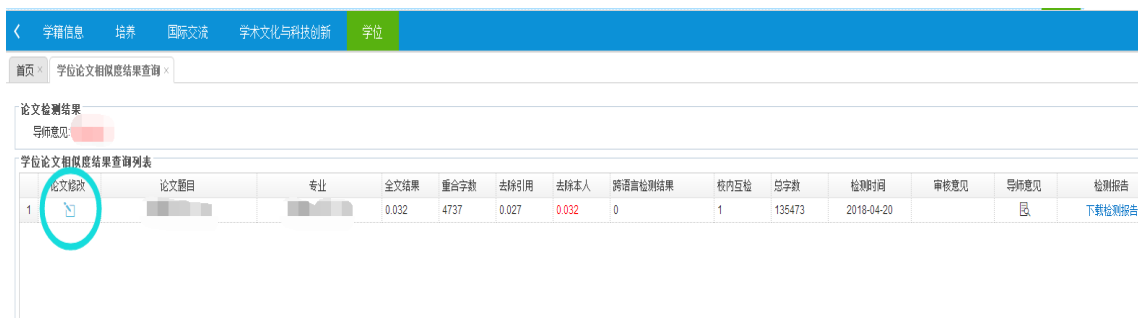 学籍信息 培养 国际交流 学术文化与科技创新 学位
首页 × 学位论文相似度结果查询 ×
论文检测结果
导师意见:
学位论文相似度结果查询列表
论文修改 论文题目 专业 全文结果 重合字数 去除引用 去除本人 跨语言检测结果 校内互检 总字数 检测时间 审核意见 导师意见 检测报告
1 0.032 4737 0.027 0.032 0 1 135473 2018-04-20 下载检测报告